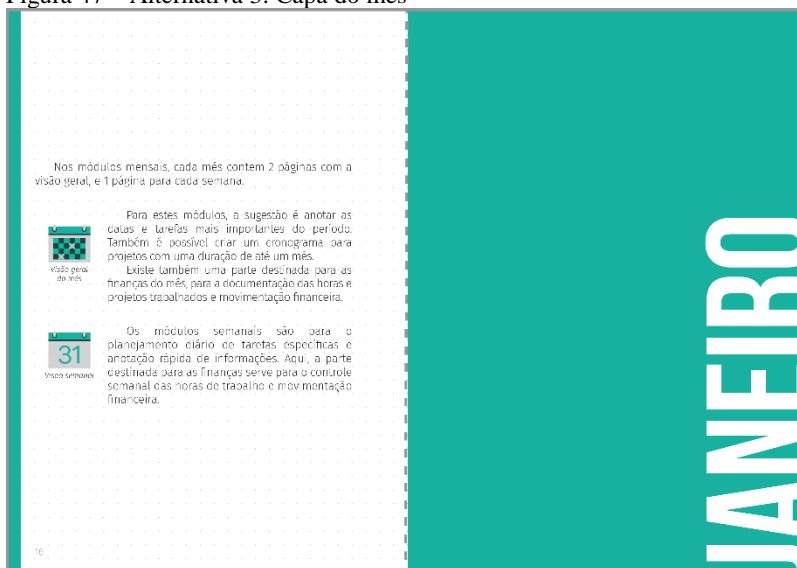 Figura 47 – Alternativa 3: Capa do mês
Nos módulos mensais, cada mês contem 2 páginas com a
visão geral, e 1 página para cada semana.
Para estes módulos, a sugestão é anotar as
datas e tarefas mais importantes do período.
Também é possível criar um cronograma para
projetos com uma duração de até um mês.
Existe também uma parte destinada para as
finanças do mês, para a documentação das horas e
projetos trabalhados e movimentação financeira.
Visão geral
do mês
Os módulos semanais são para o
planejamento diário de tarefas específicas e
anotação rápida de informações. Aqui, a parte
destinada para as finanças serve para o controle
semanal das horas de trabalho e movimentação
financeira.
31
Visão semanal
16
JANEIRO